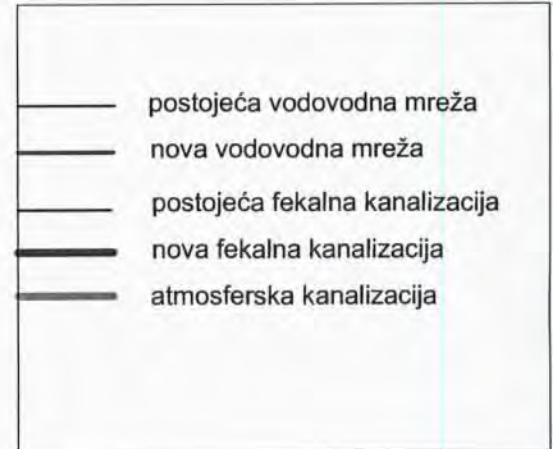 postojeća vodovodna mreža
nova vodovodna mreža
postojeća fekalna kanalizacija
nova fekalna kanalizacija
atmosferska kanalizacija